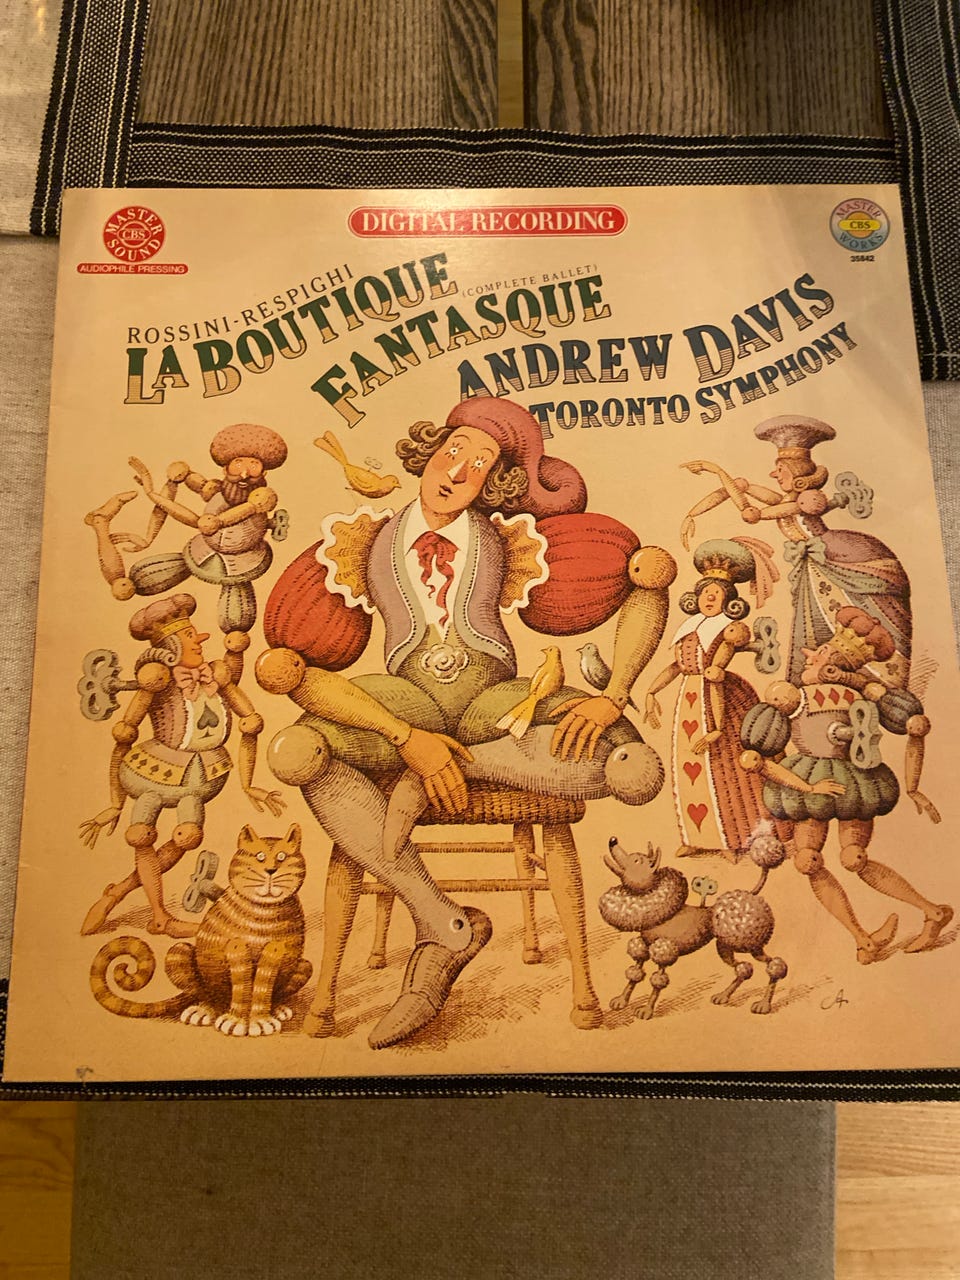 MASTER
CBS
SOUND
AUDIOPHILE PRESSING
DIGITAL RECORDING
MASTER
CBS
WORKS
35842
ROSSINI-RESPIGHI
LA BOUTIQUE
(COMPLETE BALLET)
FANTASQUE
ANDREW DAVIS
TORONTO SYMPHONY